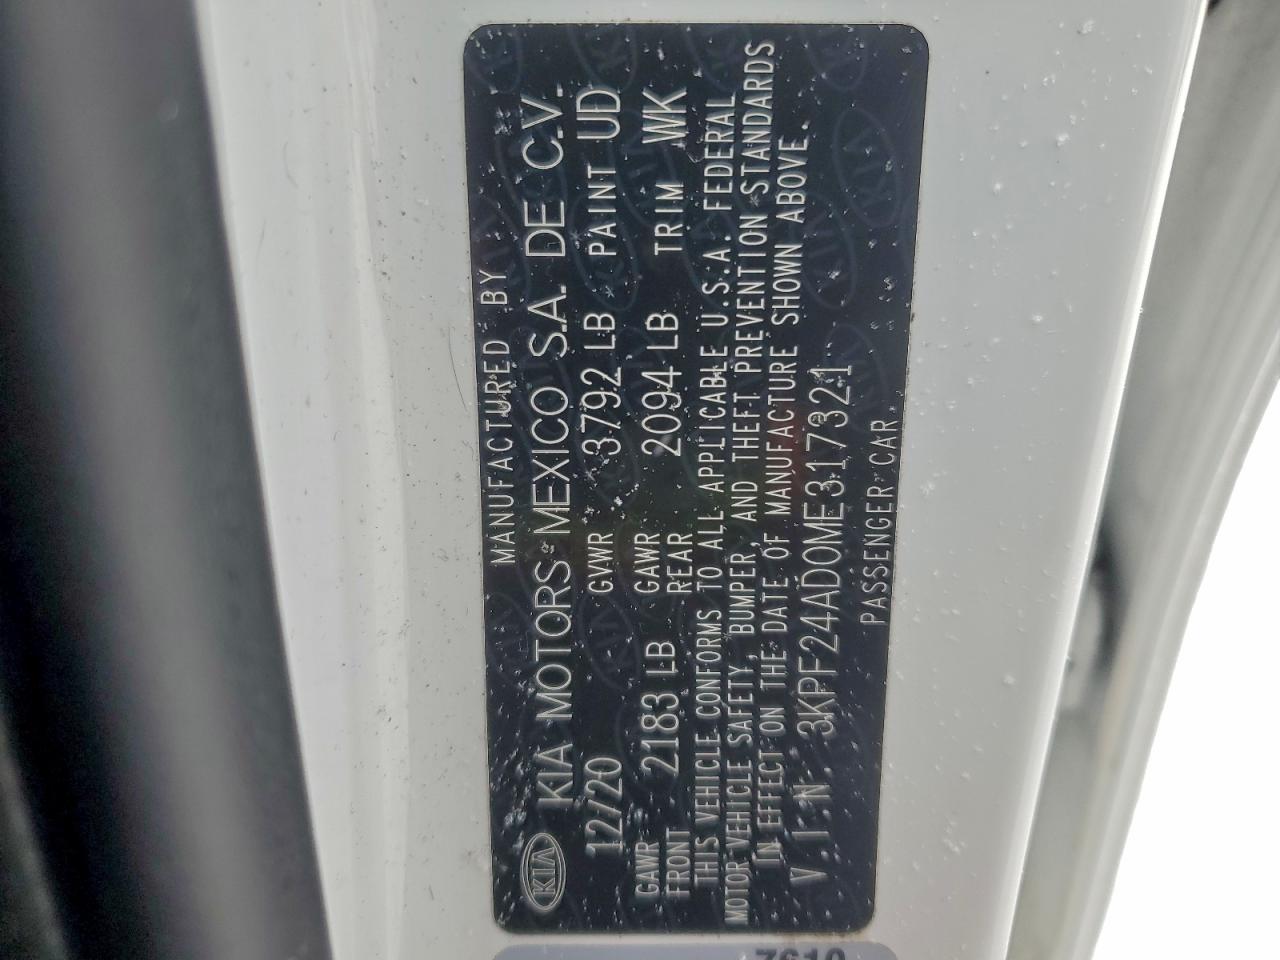 MANUFACTURED BY
KIA KIA MOTORS MEXICO S.A. DE C.V.
12/20 GVWR 3792 LB PAINT UD
GAWR FRONT 2183 LB GAWR REAR 2094 LB TRIM WK
THIS VEHICLE CONFORMS TO ALL APPLICABLE U.S.A. FEDERAL
MOTOR VEHICLE SAFETY, BUMPER, AND THEFT PREVENTION STANDARDS
IN EFFECT ON THE DATE OF MANUFACTURE SHOWN ABOVE.
V.I.N. 3KPF24AD0ME317321
PASSENGER CAR
7610